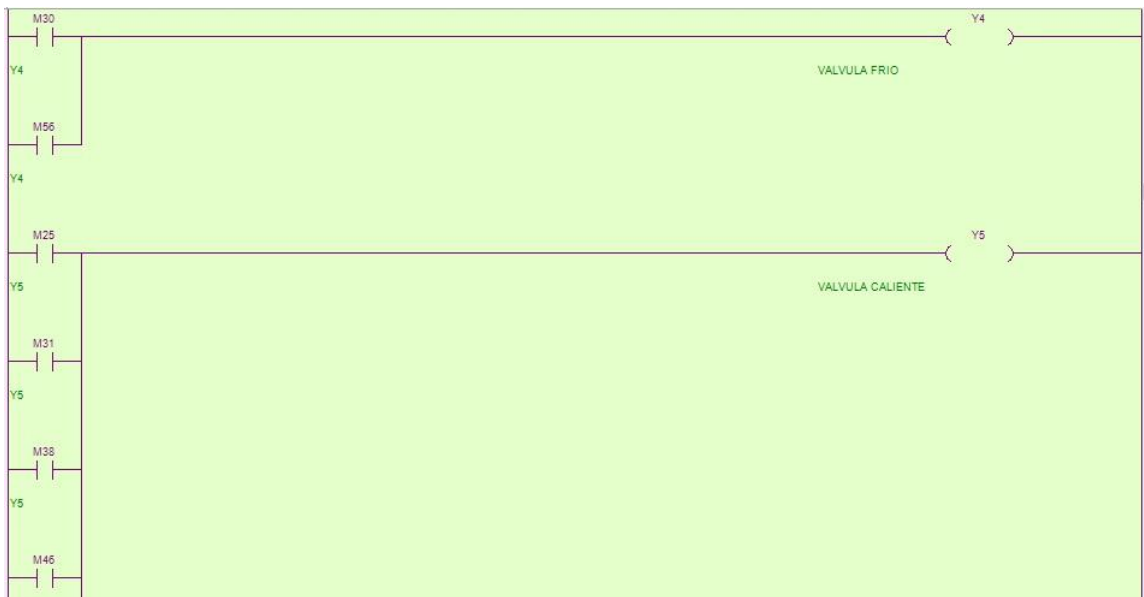 M30
Y4
Y4
VALVULA FRIO
M56
Y4
M25
Y5
Y5
VALVULA CALIENTE
M31
Y5
M38
Y5
M46